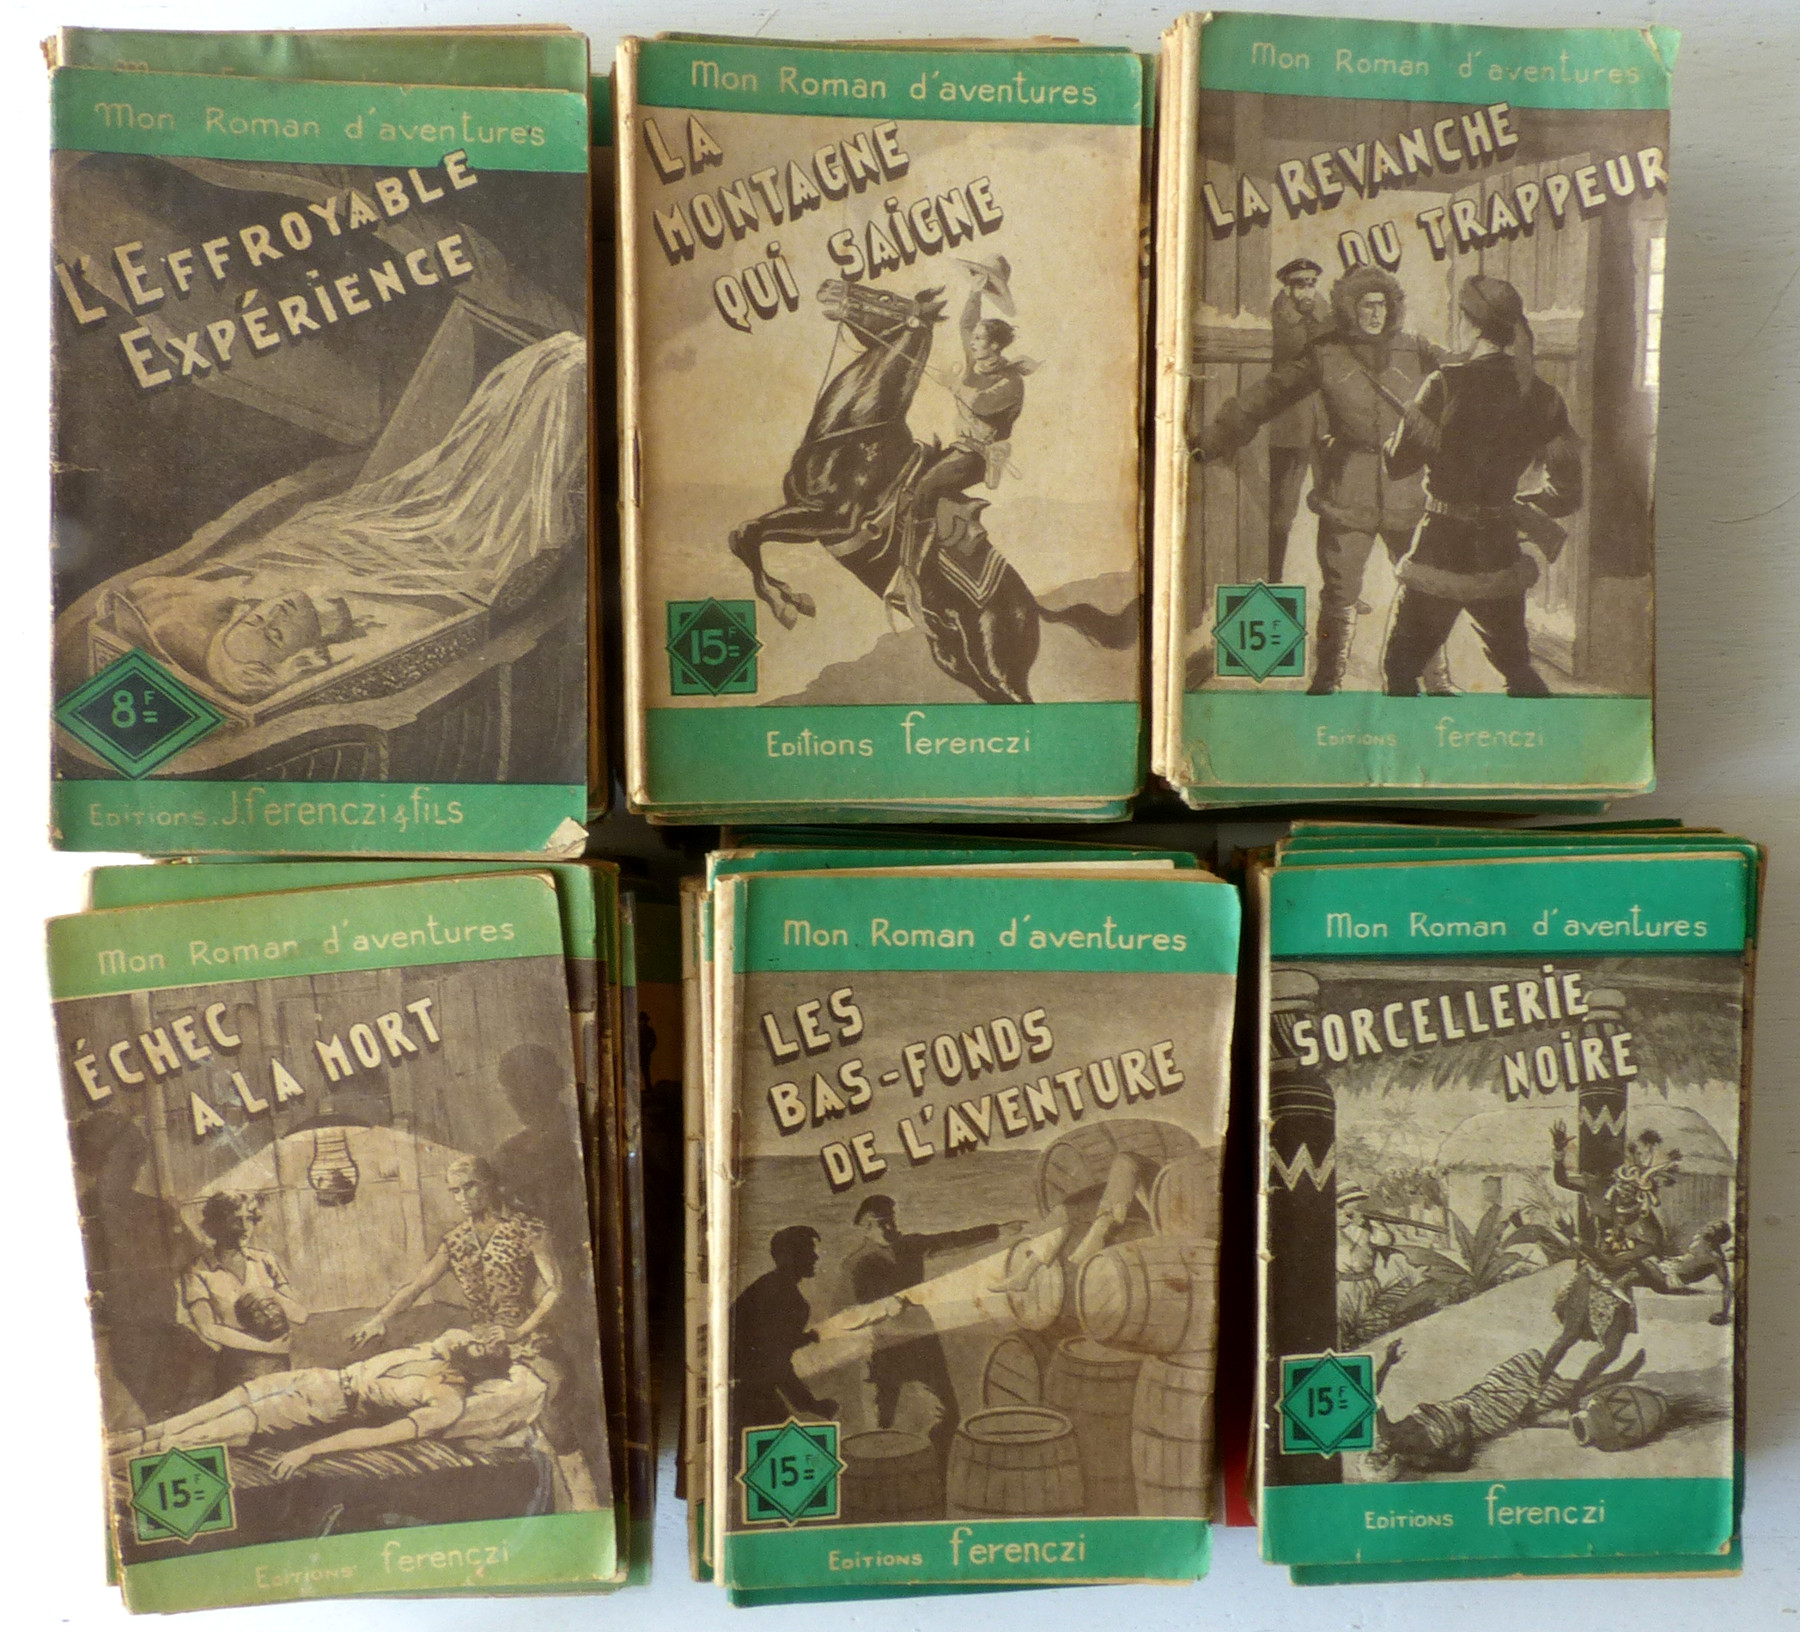 Mon Roman d'aventures
L'EFFROYABLE
EXPÉRIENCE
8F=
EDITIONS.J.ferenczi & fils
Mon Roman d'aventures
LA
MONTAGNE
QUI SAÏGNE
15F=
EDITIONS ferenczi
Mon Roman d'aventures
LA REVANCHE
DU TRAPPEUR
15F=
EDITIONS ferenczi
Mon Roman d'aventures
ÉCHEC
A LA MORT
15F=
EDITIONS ferenczi
Mon Roman d'aventures
LES
BAS-FONDS
DE L'AVENTURE
15F=
EDITIONS ferenczi
Mon Roman d'aventures
SORCELLERIE
NOIRE
15F=
EDITIONS ferenczi